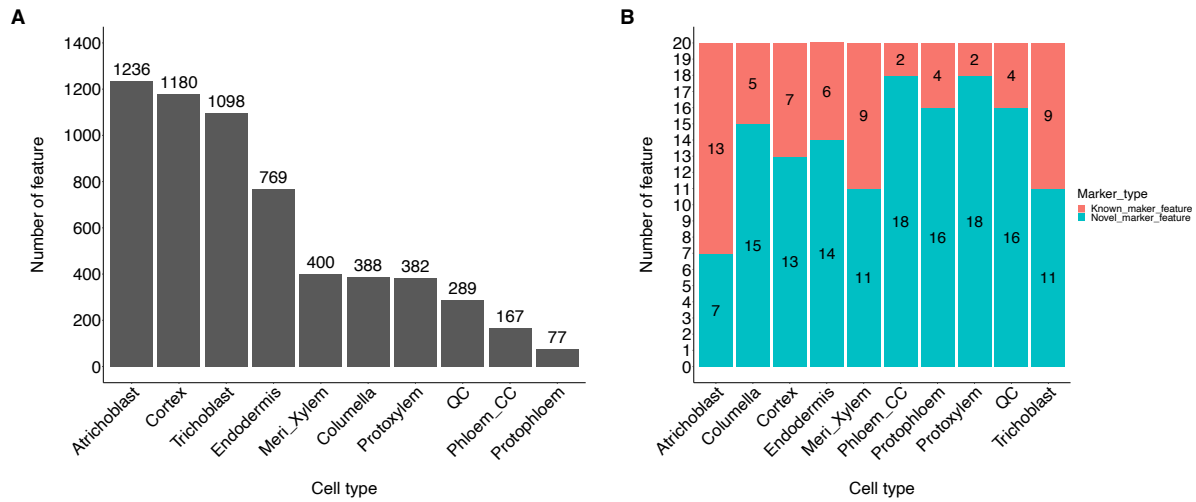 A
Number of feature
1400
1200
1000
800
600
400
200
0
1236
1180
1098
769
400
388
382
289
167
77
Atrichoblast
Cortex
Trichoblast
Endodermis
Meri_Xylem
Columella
Protoxylem
QC
Phloem_CC
Protophloem
Cell type
B
Number of feature
20
19
18
17
16
15
14
13
12
11
10
9
8
7
6
5
4
3
2
1
0
13
5
7
6
9
2
4
2
4
9
7
15
13
14
11
18
16
18
16
11
Atrichoblast
Columella
Cortex
Endodermis
Meri_Xylem
Phloem_CC
Protophloem
Protoxylem
QC
Trichoblast
Cell type
Marker_type
Known_maker_feature
Novel_marker_feature